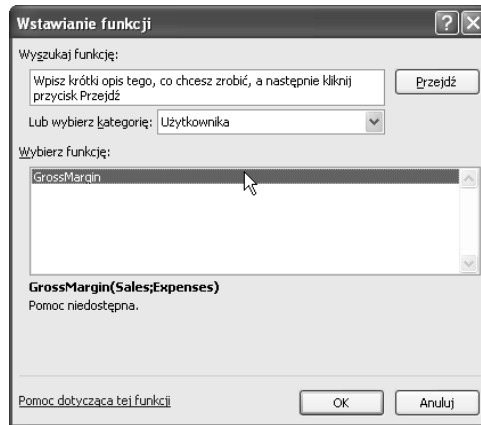 Wstawianie funkcji
Wyszukaj funkcję:
Wpisz krótki opis tego, co chcesz zrobić, a następnie kliknij
przycisk Przejdź
Przejdź
Lub wybierz kategorię: Użytkownika
Wybierz funkcję:
GrossMargin
GrossMargin(Sales;Expenses)
Pomoc niedostępna.
Pomoc dotycząca tej funkcji
OK
Anuluj